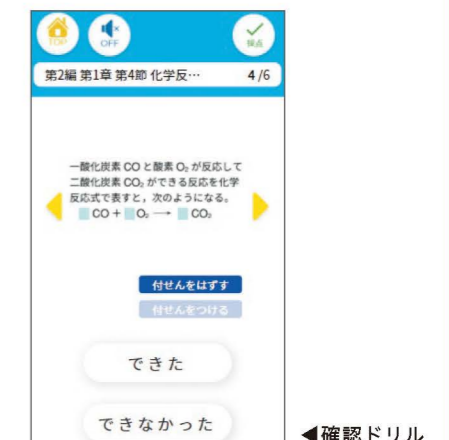 TOP
OFF
採点
第2編 第1章 第4節 化学反…
4/6
一酸化炭素 CO と酸素 O₂ が反応して
二酸化炭素 CO₂ ができる反応を化学
反応式で表すと，次のようになる。
CO + O₂ ⟶ CO₂
付せんをはずす
付せんをつける
できた
できなかった
◀確認ドリル